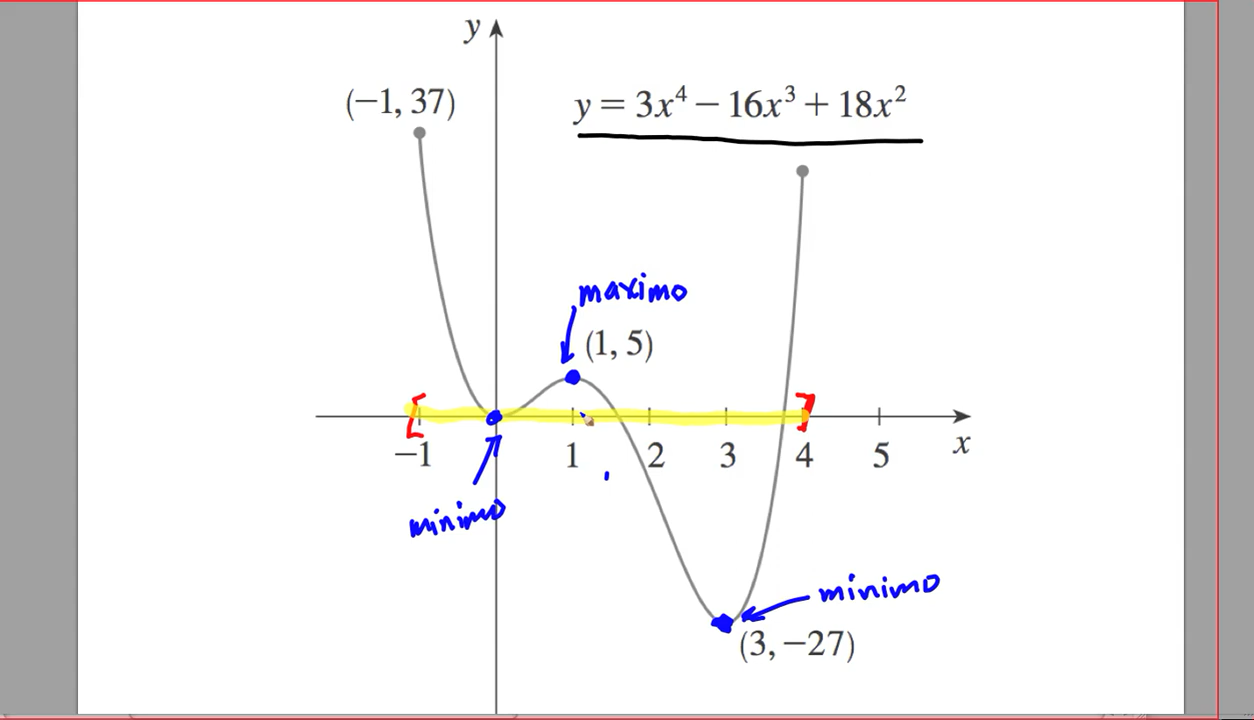 y
(−1, 37)
y = 3x⁴ − 16x³ + 18x²
maximo
(1, 5)
−1 1 2 3 4 5 x
minimo
minimo
(3, −27)